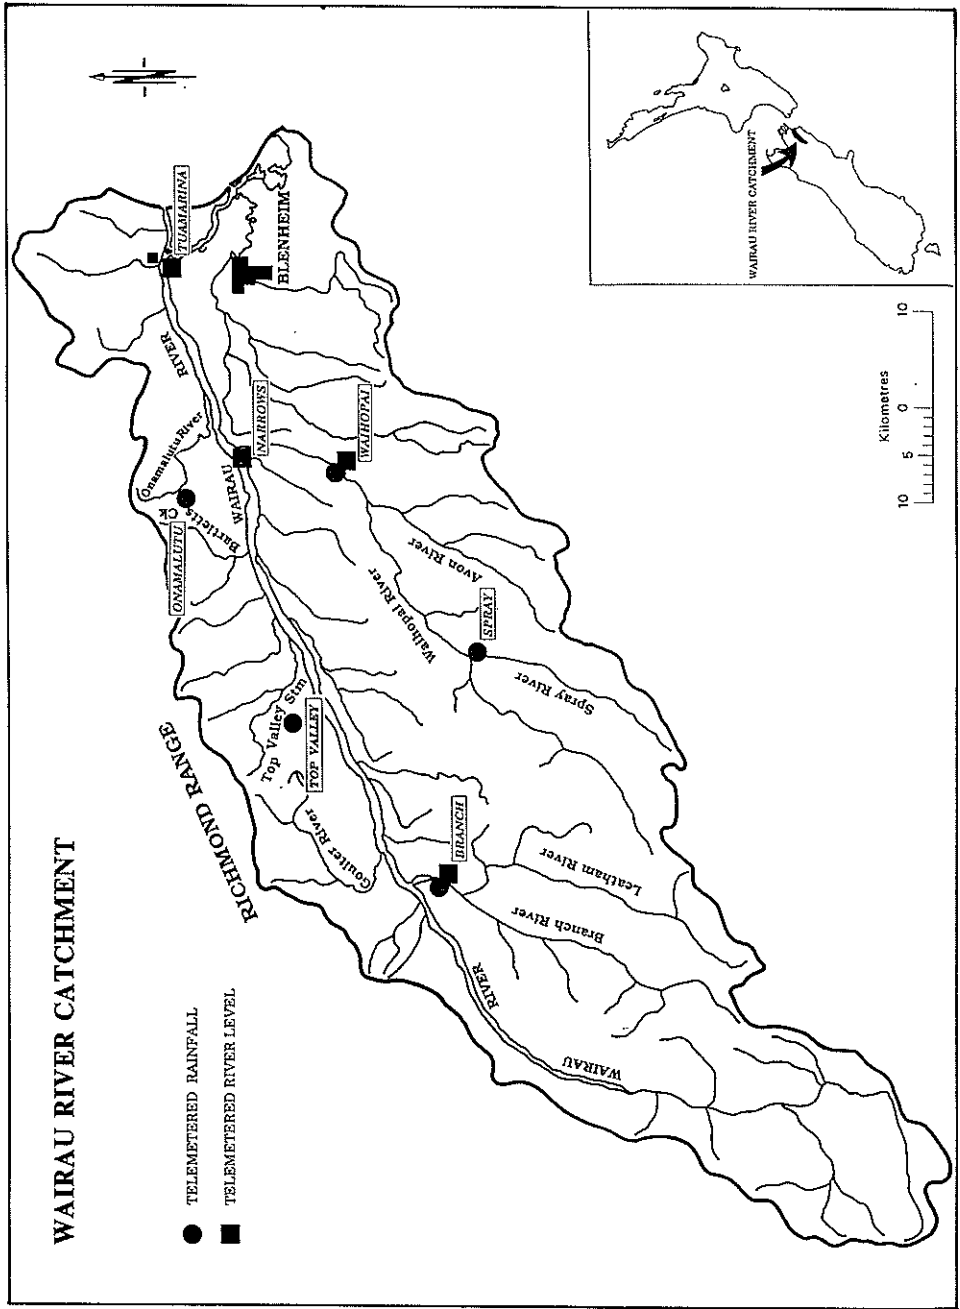 WAIRAU RIVER CATCHMENT
TELEMETERED RAINFALL
TELEMETERED RIVER LEVEL
RICHMOND RANGE
WAIRAU
RIVER
Branch River
Leatham River
BRANCH
Goulter River
Top Valley Stm
TOP VALLEY
Spray River
SPRAY
Waihopai River
Avon River
WAIHOPAI
ONAMALUTU
Bartletts
Ck
Onamalutu River
WAIRAU
NARROWS
RIVER
TUAMARINA
BLENHEIM
Kilometres
10 5 0 10
WAIRAU RIVER CATCHMENT